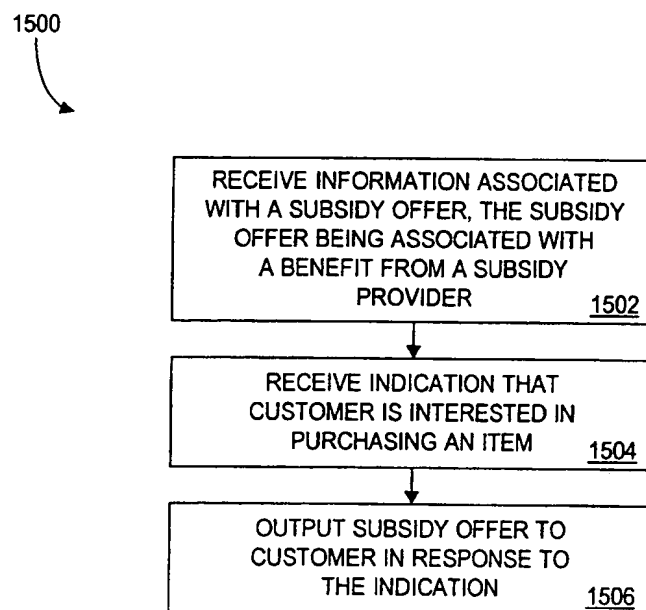 1500
RECEIVE INFORMATION ASSOCIATED
WITH A SUBSIDY OFFER, THE SUBSIDY
OFFER BEING ASSOCIATED WITH
A BENEFIT FROM A SUBSIDY
PROVIDER
1502
RECEIVE INDICATION THAT
CUSTOMER IS INTERESTED IN
PURCHASING AN ITEM
1504
OUTPUT SUBSIDY OFFER TO
CUSTOMER IN RESPONSE TO
THE INDICATION
1506